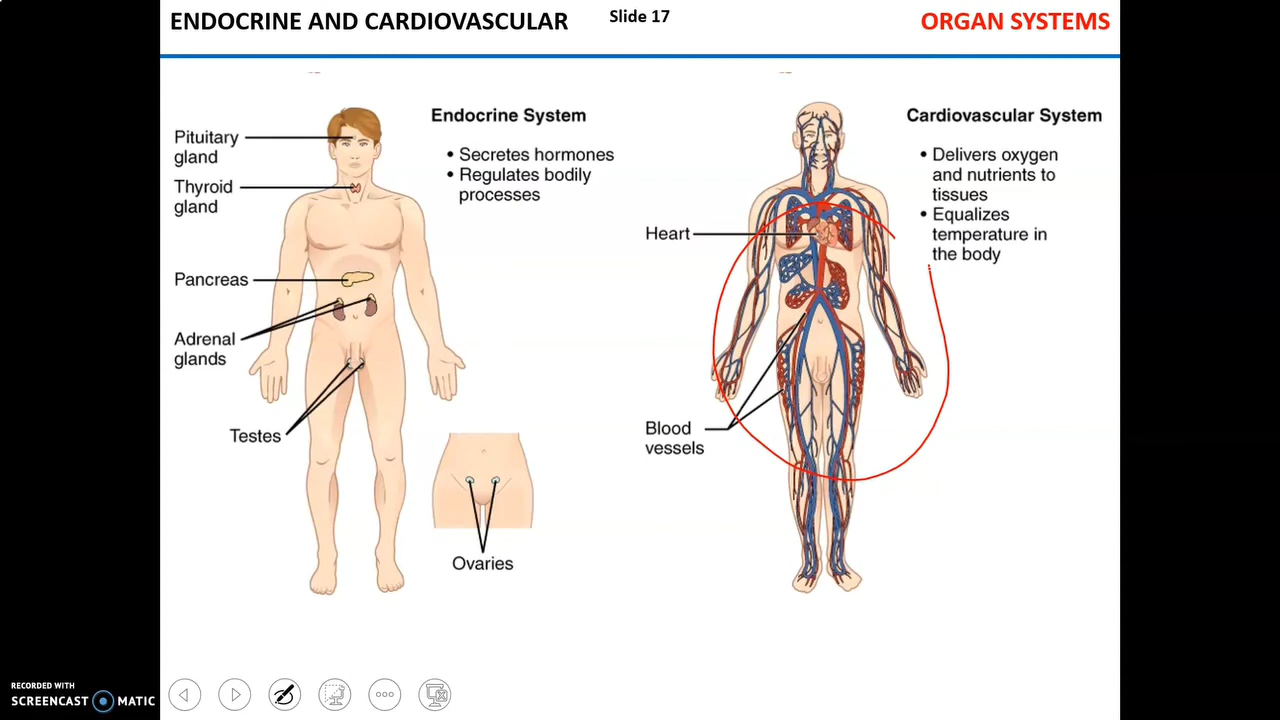 ENDOCRINE AND CARDIOVASCULAR
Slide 17
ORGAN SYSTEMS
Pituitary
gland
Thyroid
gland
Pancreas
Adrenal
glands
Testes
Endocrine System
• Secretes hormones
• Regulates bodily
processes
Ovaries
Heart
Blood
vessels
Cardiovascular System
• Delivers oxygen
and nutrients to
tissues
• Equalizes
temperature in
the body
RECORDED WITH
SCREENCAST MATIC